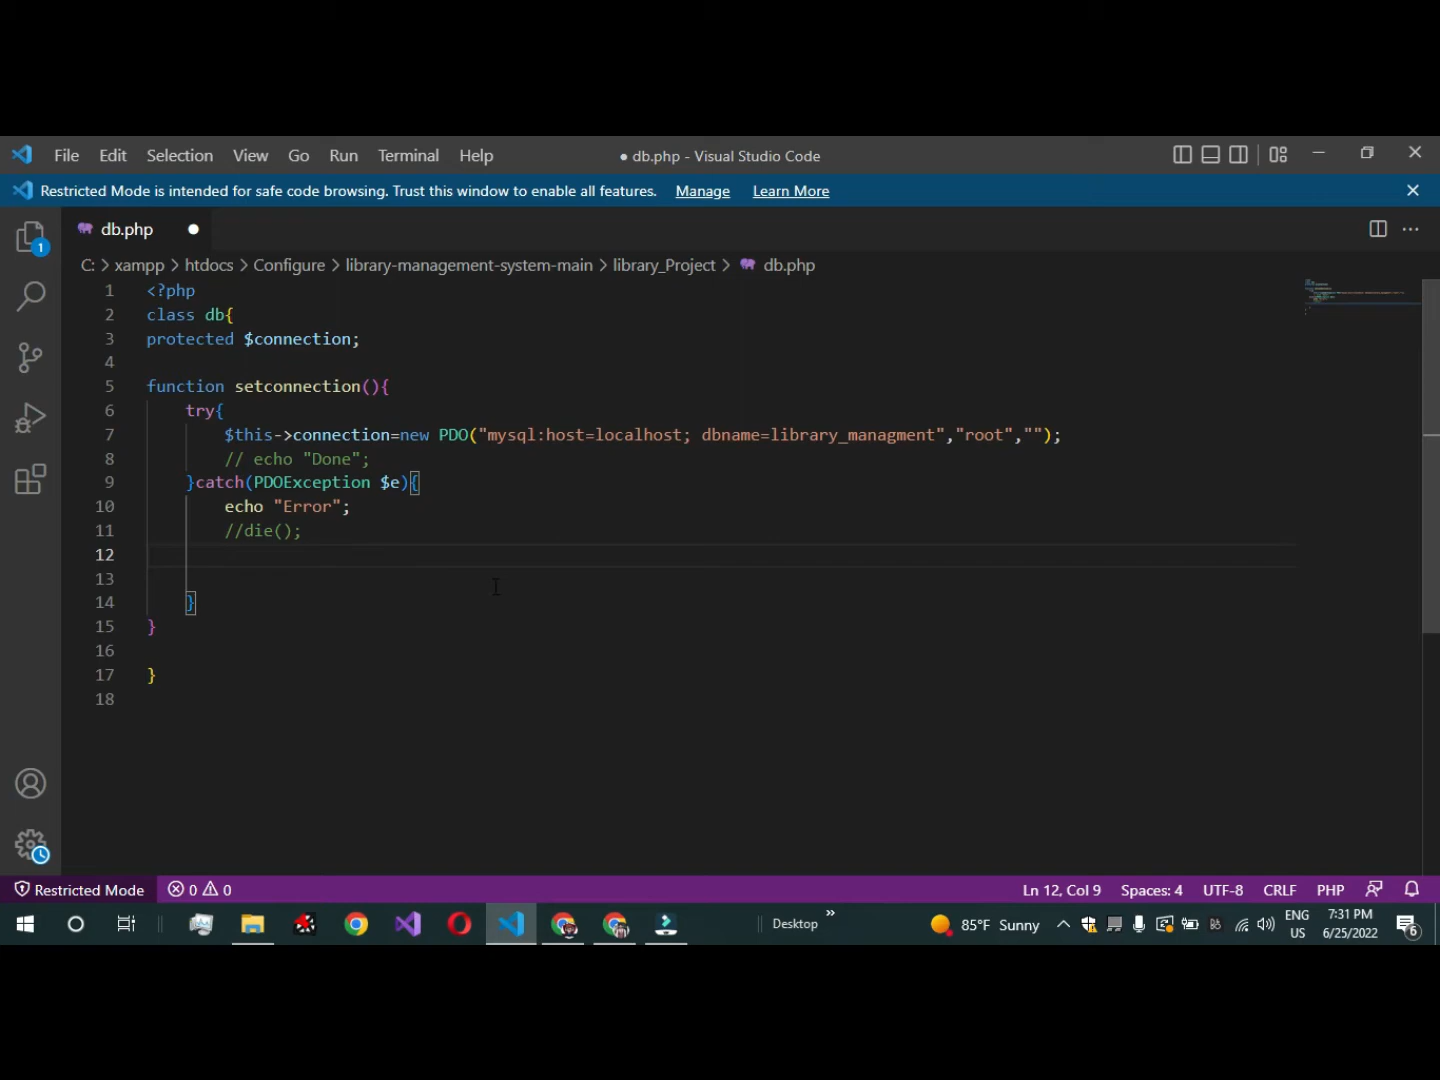 File Edit Selection View Go Run Terminal Help
● db.php - Visual Studio Code
Restricted Mode is intended for safe code browsing. Trust this window to enable all features. Manage Learn More
1
db.php
C: > xampp > htdocs > Configure > library-management-system-main > library_Project > db.php
1 <?php
2 class db{
3 protected $connection;
4
5 function setconnection(){
6 try{
7 $this->connection=new PDO("mysql:host=localhost; dbname=library_managment","root","");
8 // echo "Done";
9 }catch(PDOException $e){
10 echo "Error";
11 //die();
12
13
14 }
15 }
16
17 }
18
Restricted Mode 0 0 Ln 12, Col 9 Spaces: 4 UTF-8 CRLF PHP
Desktop » 85°F Sunny ENG US 7:31 PM 6/25/2022 6